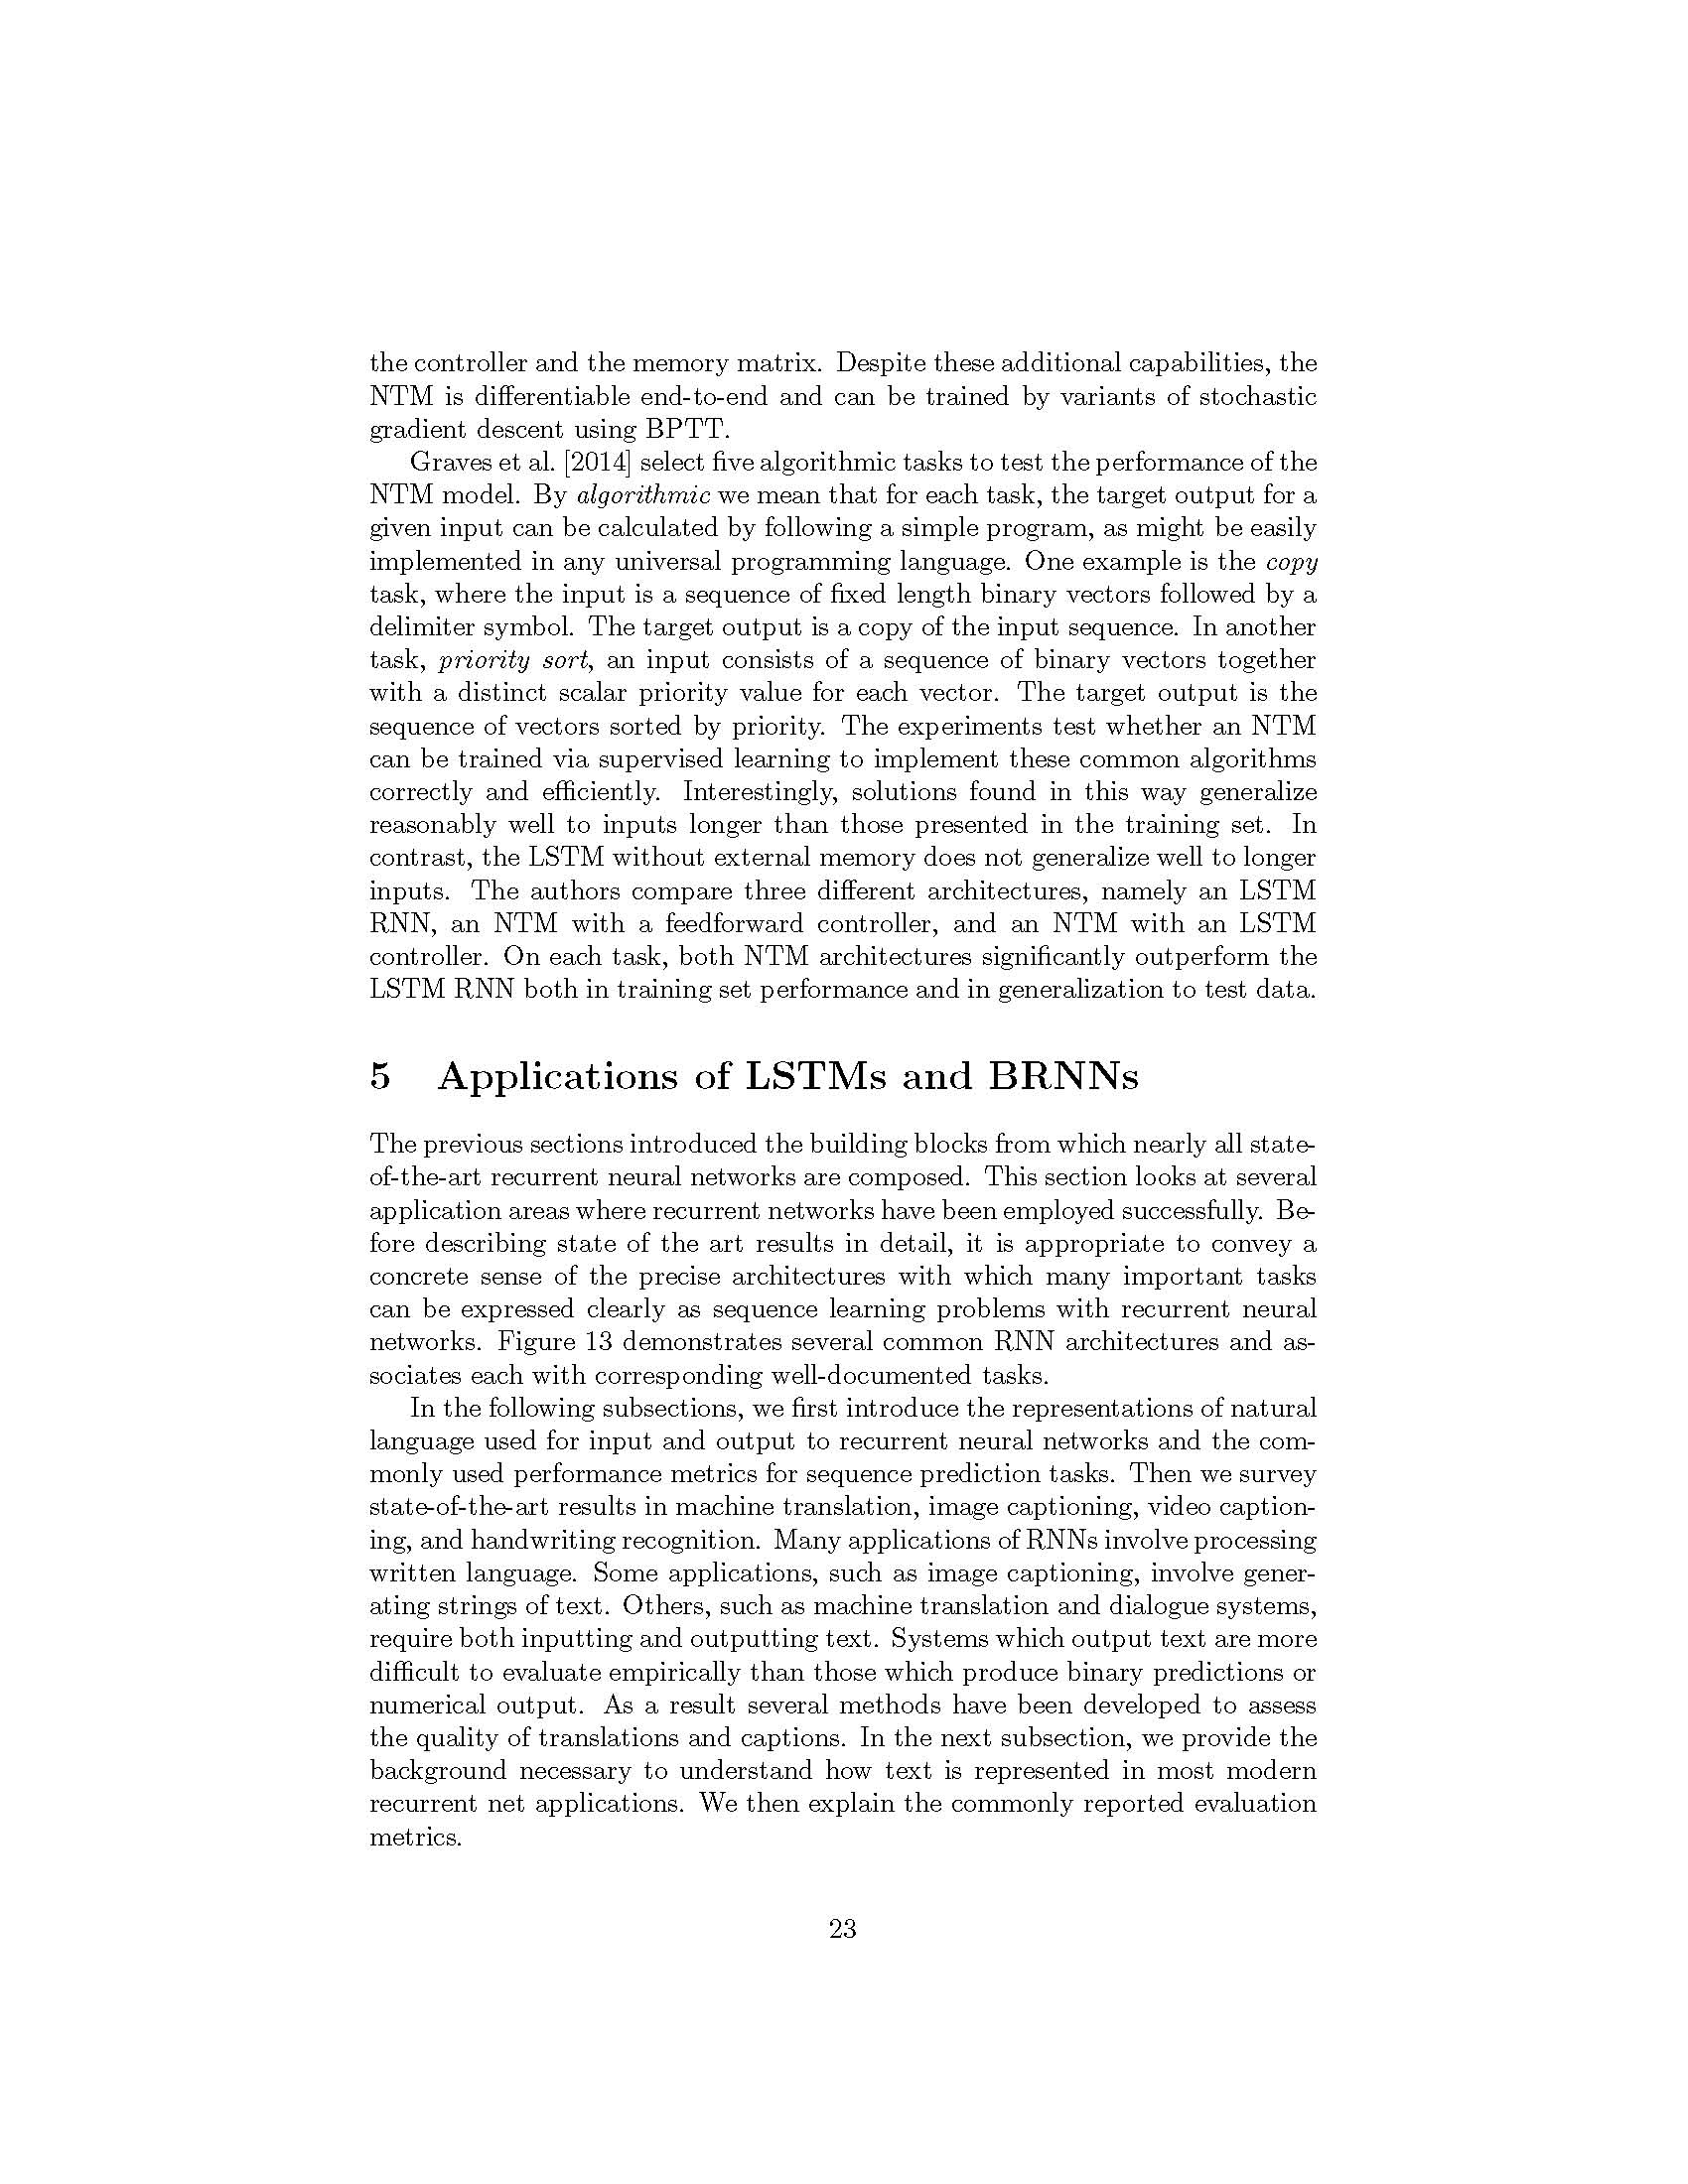 the controller and the memory matrix. Despite these additional capabilities, the
NTM is differentiable end-to-end and can be trained by variants of stochastic
gradient descent using BPTT.
Graves et al. [2014] select five algorithmic tasks to test the performance of the
NTM model. By algorithmic we mean that for each task, the target output for a
given input can be calculated by following a simple program, as might be easily
implemented in any universal programming language. One example is the copy
task, where the input is a sequence of fixed length binary vectors followed by a
delimiter symbol. The target output is a copy of the input sequence. In another
task, priority sort, an input consists of a sequence of binary vectors together
with a distinct scalar priority value for each vector. The target output is the
sequence of vectors sorted by priority. The experiments test whether an NTM
can be trained via supervised learning to implement these common algorithms
correctly and efficiently. Interestingly, solutions found in this way generalize
reasonably well to inputs longer than those presented in the training set. In
contrast, the LSTM without external memory does not generalize well to longer
inputs. The authors compare three different architectures, namely an LSTM
RNN, an NTM with a feedforward controller, and an NTM with an LSTM
controller. On each task, both NTM architectures significantly outperform the
LSTM RNN both in training set performance and in generalization to test data.
5 Applications of LSTMs and BRNNs
The previous sections introduced the building blocks from which nearly all state-
of-the-art recurrent neural networks are composed. This section looks at several
application areas where recurrent networks have been employed successfully. Be-
fore describing state of the art results in detail, it is appropriate to convey a
concrete sense of the precise architectures with which many important tasks
can be expressed clearly as sequence learning problems with recurrent neural
networks. Figure 13 demonstrates several common RNN architectures and as-
sociates each with corresponding well-documented tasks.
In the following subsections, we first introduce the representations of natural
language used for input and output to recurrent neural networks and the com-
monly used performance metrics for sequence prediction tasks. Then we survey
state-of-the-art results in machine translation, image captioning, video caption-
ing, and handwriting recognition. Many applications of RNNs involve processing
written language. Some applications, such as image captioning, involve gener-
ating strings of text. Others, such as machine translation and dialogue systems,
require both inputting and outputting text. Systems which output text are more
difficult to evaluate empirically than those which produce binary predictions or
numerical output. As a result several methods have been developed to assess
the quality of translations and captions. In the next subsection, we provide the
background necessary to understand how text is represented in most modern
recurrent net applications. We then explain the commonly reported evaluation
metrics.
23